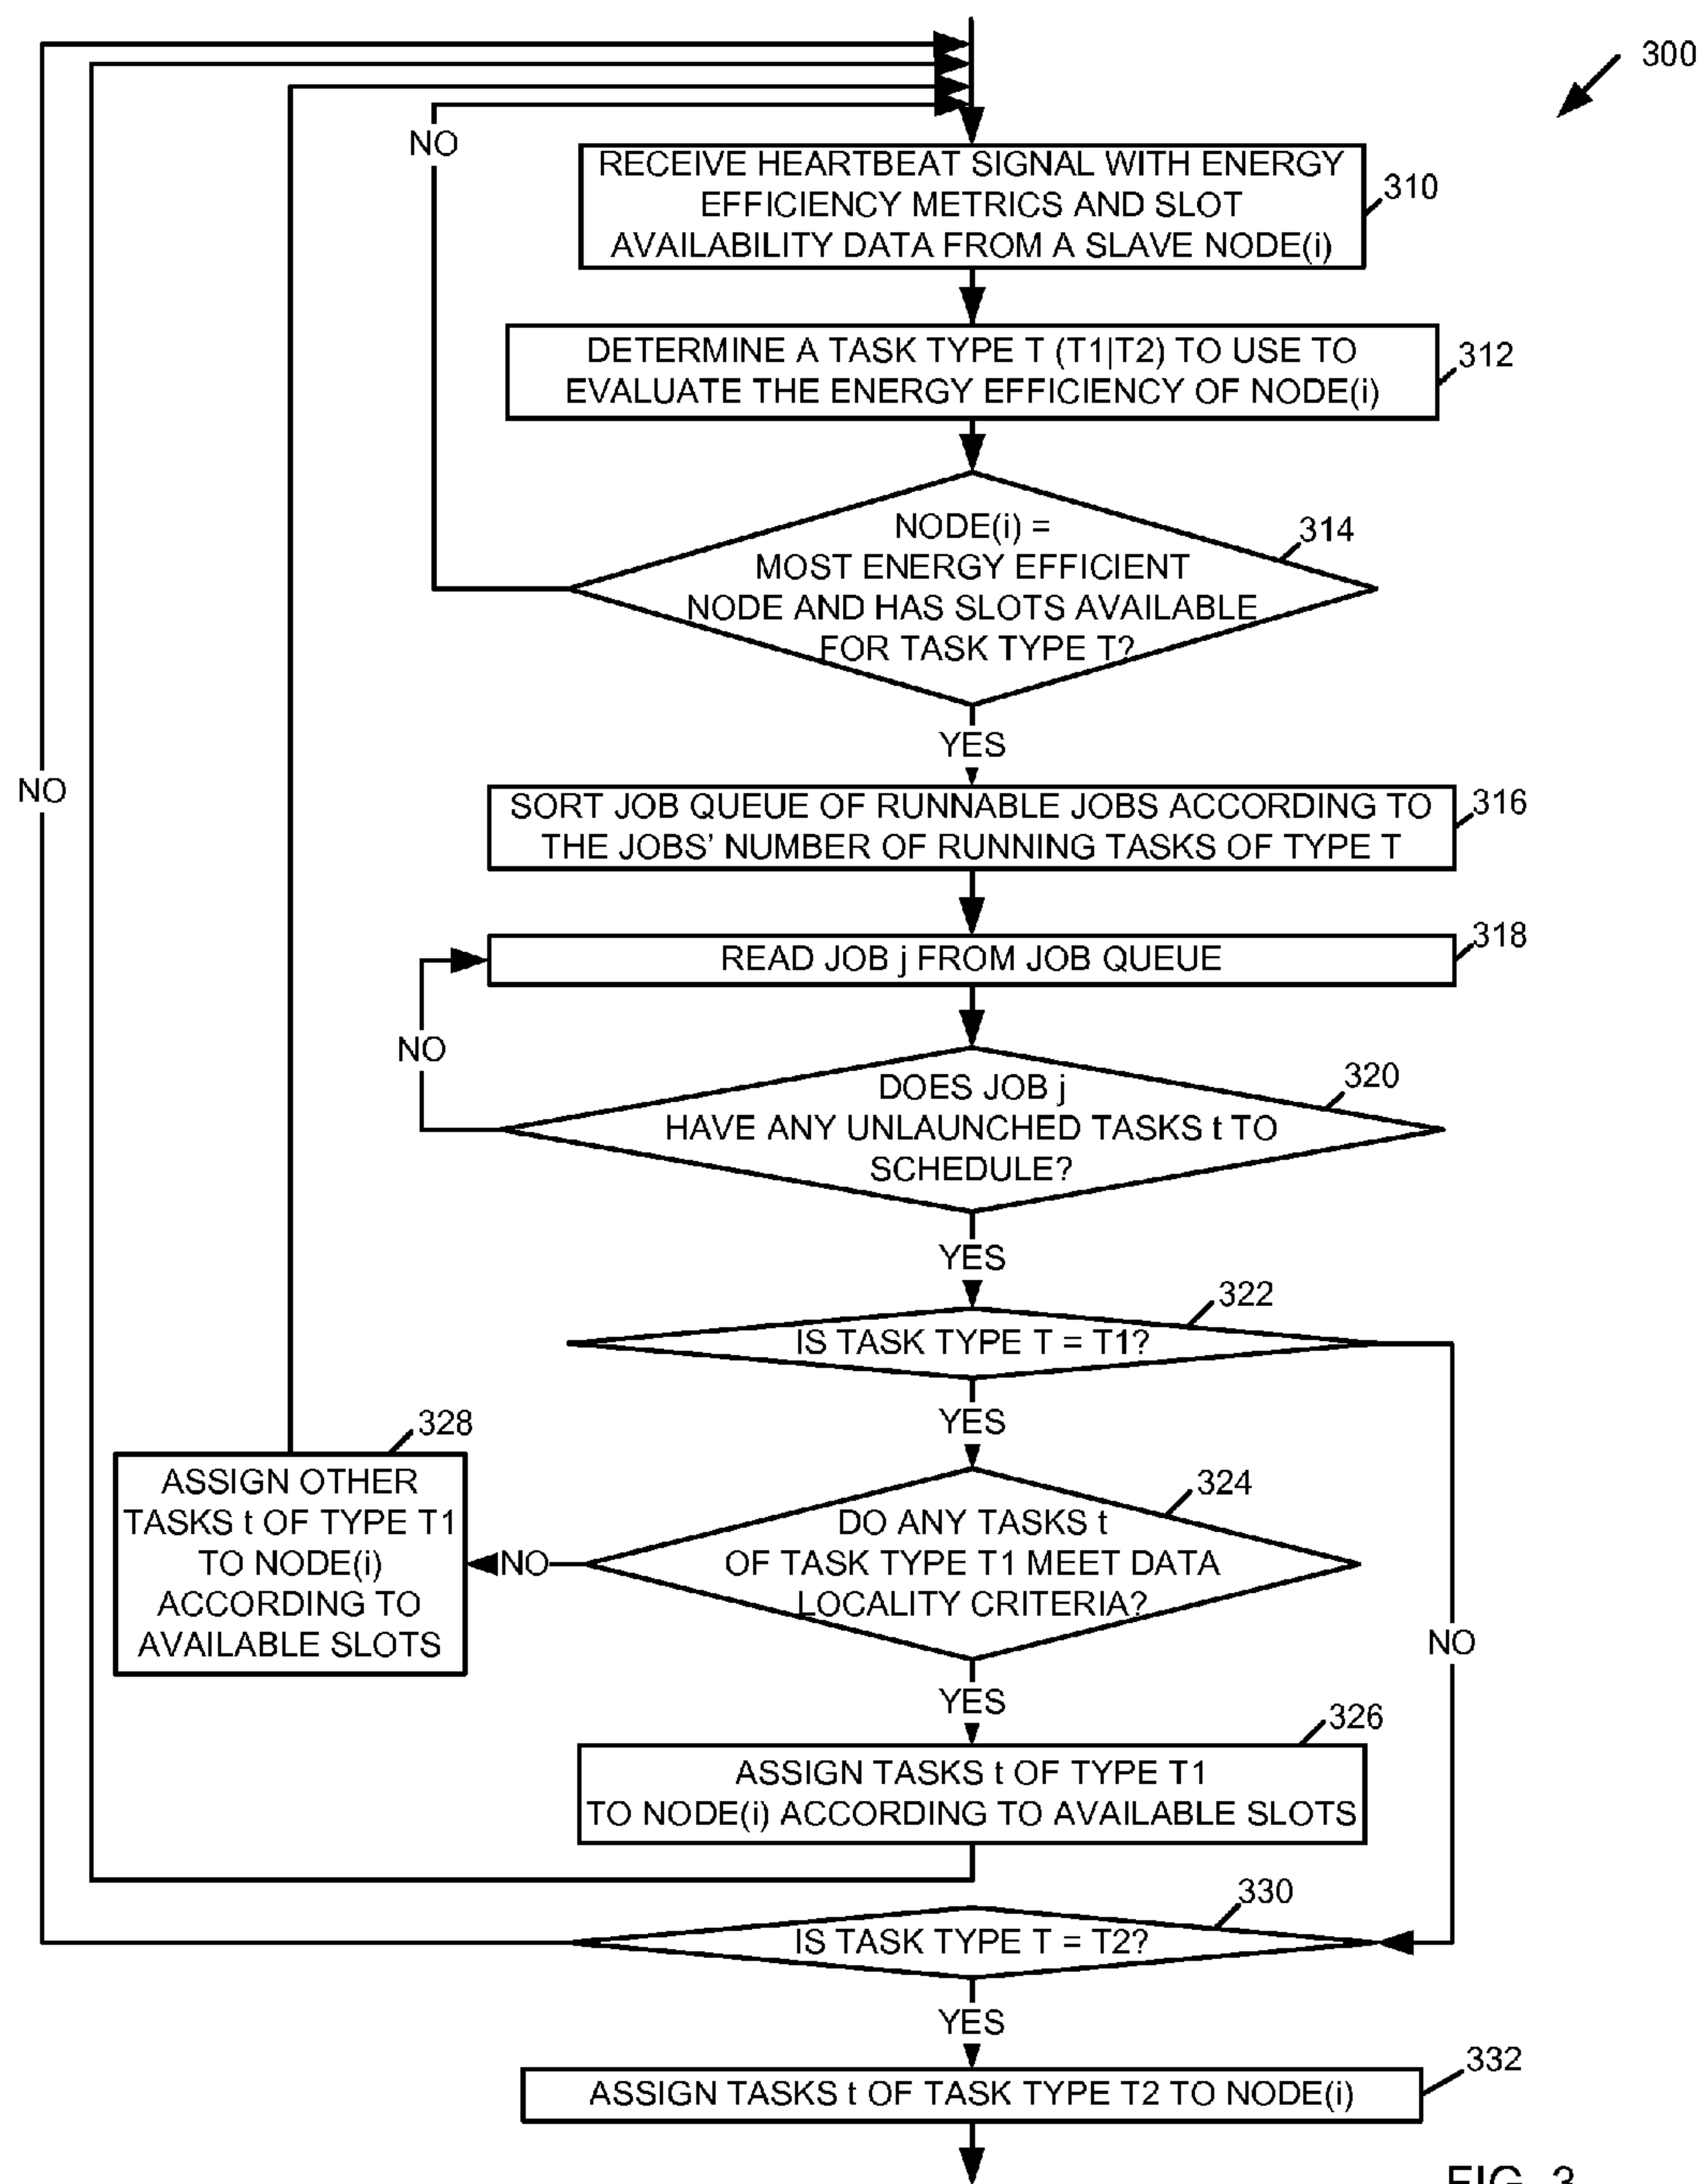 300
NO
RECEIVE HEARTBEAT SIGNAL WITH ENERGY
EFFICIENCY METRICS AND SLOT
AVAILABILITY DATA FROM A SLAVE NODE(i)
310
DETERMINE A TASK TYPE T (T1|T2) TO USE TO
EVALUATE THE ENERGY EFFICIENCY OF NODE(i)
312
NODE(i) =
MOST ENERGY EFFICIENT
NODE AND HAS SLOTS AVAILABLE
FOR TASK TYPE T?
314
YES
NO
SORT JOB QUEUE OF RUNNABLE JOBS ACCORDING TO
THE JOBS' NUMBER OF RUNNING TASKS OF TYPE T
316
READ JOB j FROM JOB QUEUE
318
NO
DOES JOB j
HAVE ANY UNLAUNCHED TASKS t TO
SCHEDULE?
320
YES
IS TASK TYPE T = T1?
322
YES
328
ASSIGN OTHER
TASKS t OF TYPE T1
TO NODE(i)
ACCORDING TO
AVAILABLE SLOTS
NO
DO ANY TASKS t
OF TASK TYPE T1 MEET DATA
LOCALITY CRITERIA?
324
NO
YES
326
ASSIGN TASKS t OF TYPE T1
TO NODE(i) ACCORDING TO AVAILABLE SLOTS
330
IS TASK TYPE T = T2?
YES
332
ASSIGN TASKS t OF TASK TYPE T2 TO NODE(i)
FIG. 3